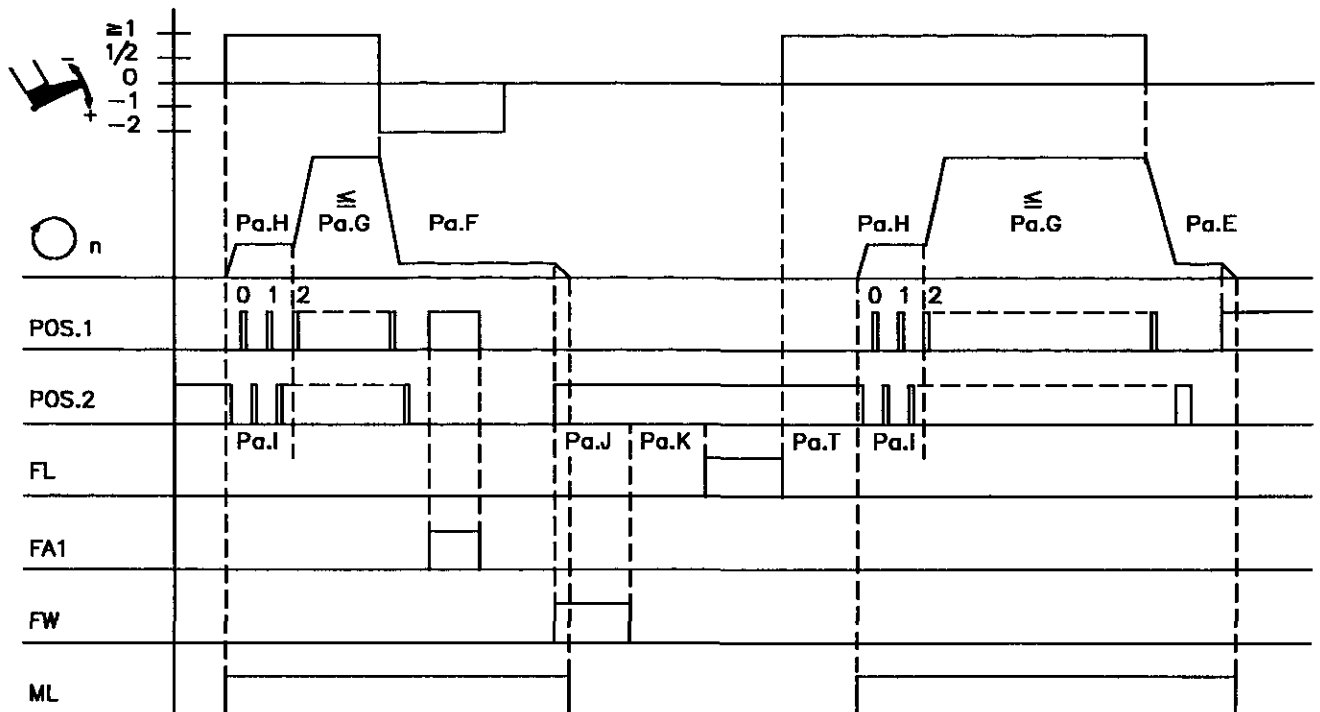 ≧1
1/2
0
−
−1
+
−2
≦ ≦
Pa.H Pa.G Pa.F Pa.H Pa.G Pa.E
n
0 1 2 0 1 2
POS.1
POS.2
Pa.I Pa.J Pa.K Pa.T Pa.I
FL
FA1
FW
ML